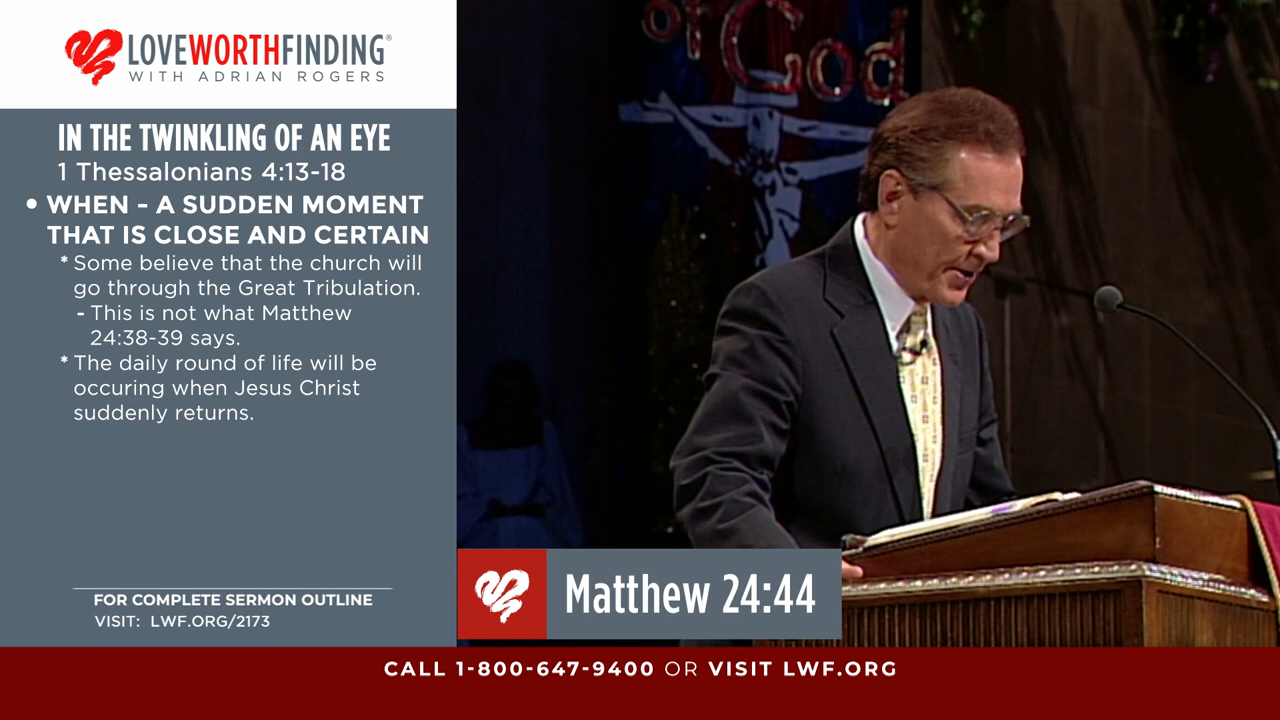 LOVEWORTHFINDING®
WITH ADRIAN ROGERS
IN THE TWINKLING OF AN EYE
1 Thessalonians 4:13-18
• WHEN - A SUDDEN MOMENT
THAT IS CLOSE AND CERTAIN
* Some believe that the church will
go through the Great Tribulation.
- This is not what Matthew
24:38-39 says.
* The daily round of life will be
occuring when Jesus Christ
suddenly returns.
FOR COMPLETE SERMON OUTLINE
VISIT: LWF.ORG/2173
of God
Matthew 24:44
CALL 1-800-647-9400 OR VISIT LWF.ORG